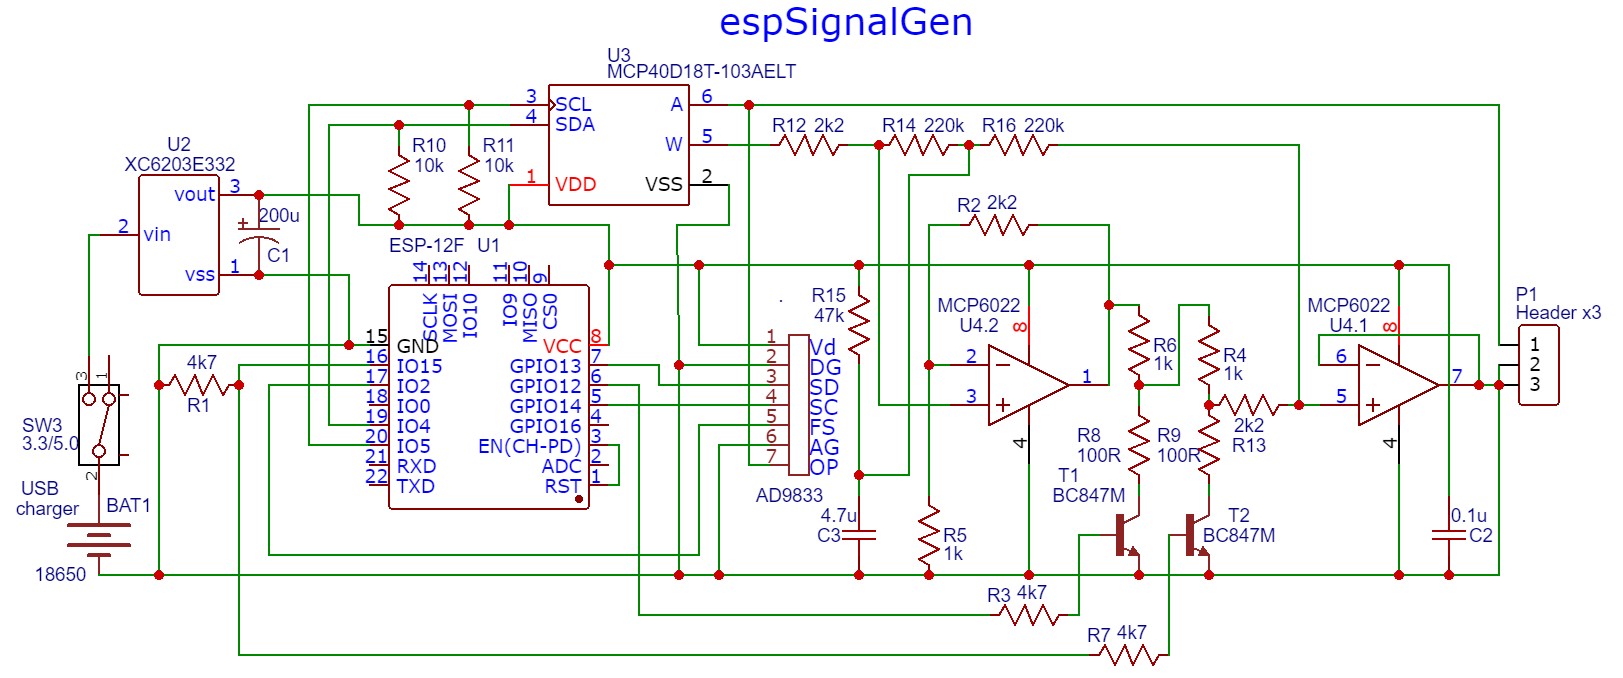 espSignalGen
U3
MCP40D18T-103AELT
3 SCL A 6
4 SDA
W 5
1 VDD VSS 2
R12 2k2 R14 220k R16 220k
U2
XC6203E332
vout 3
2 vin
vss 1
+ 200u
C1
R10
10k
R11
10k
R2 2k2
ESP-12F U1
14 13 12 11 10 9
SCLK MOSI IO10 IO9 MISO CS0
15 GND VCC 8
16 IO15 GPIO13 7
17 IO2 GPIO12 6
18 IO0 GPIO14 5
19 IO4 GPIO16 4
20 IO5 EN(CH-PD) 3
21 RXD ADC 2
22 TXD RST 1
4k7
R1
3 1
SW3
3.3/5.0
2
USB
charger
BAT1
18650
R15
47k
1 Vd
2 DG
3 SD
4 SC
5 FS
6 AG
7 OP
AD9833
4.7u
C3
R5
1k
MCP6022
U4.2
8
2 −
1
3 +
4
R6
1k
R4
1k
R8
100R
R9
100R
2k2
R13
T1
BC847M
T2
BC847M
R3 4k7
R7 4k7
MCP6022
U4.1
8
6 −
7
5 +
4
0.1u
C2
P1
Header x3
1
2
3